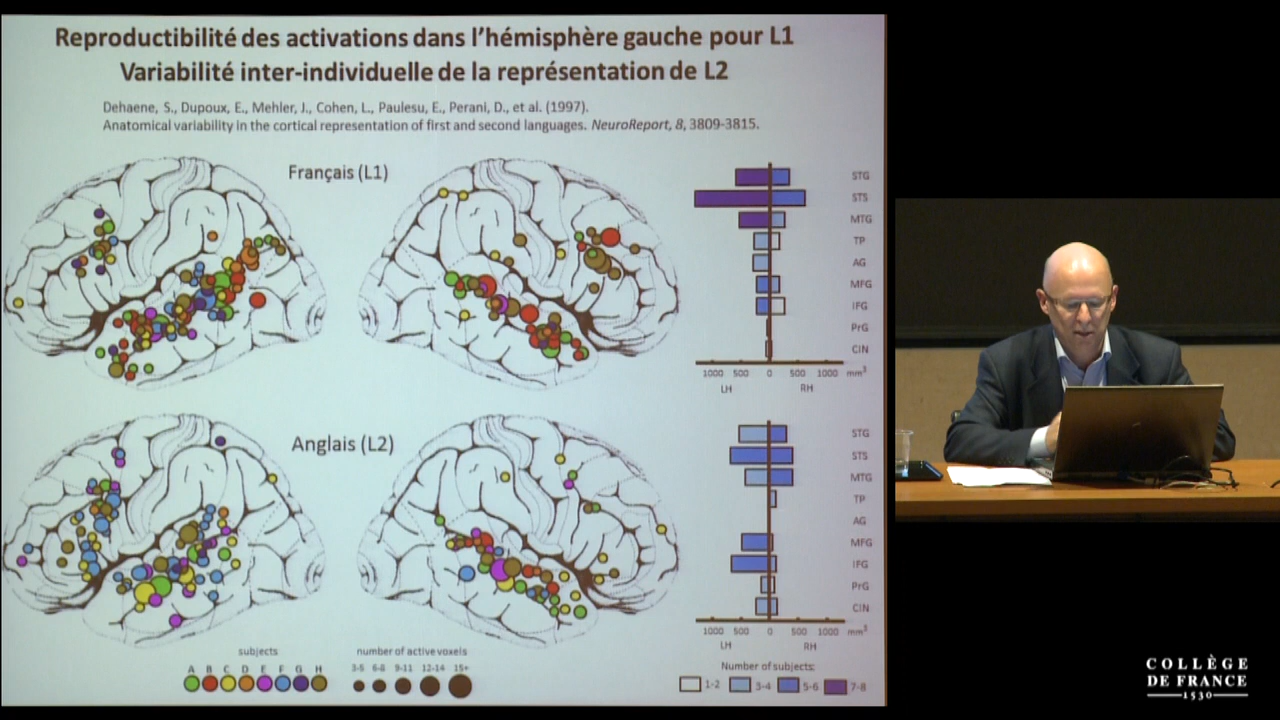 Reproductibilité des activations dans l'hémisphère gauche pour L1
Variabilité inter-individuelle de la représentation de L2
Dehaene, S., Dupoux, E., Mehler, J., Cohen, L., Paulesu, E., Perani, D., et al. (1997).
Anatomical variability in the cortical representation of first and second languages. NeuroReport, 8, 3809-3815.
Français (L1)
STG
STS
MTG
TP
AG
MFG
IFG
PrG
CIN
1000 500 0 500 1000 mm³
LH RH
Anglais (L2)
STG
STS
MTG
TP
AG
MFG
IFG
PrG
CIN
1000 500 0 500 1000 mm³
LH RH
subjects
A B C D E F G H
number of active voxels
3-5 6-8 9-11 12-14 15+
Number of subjects:
1-2 3-4 5-6 7-8
COLLÈGE
DE FRANCE
1530